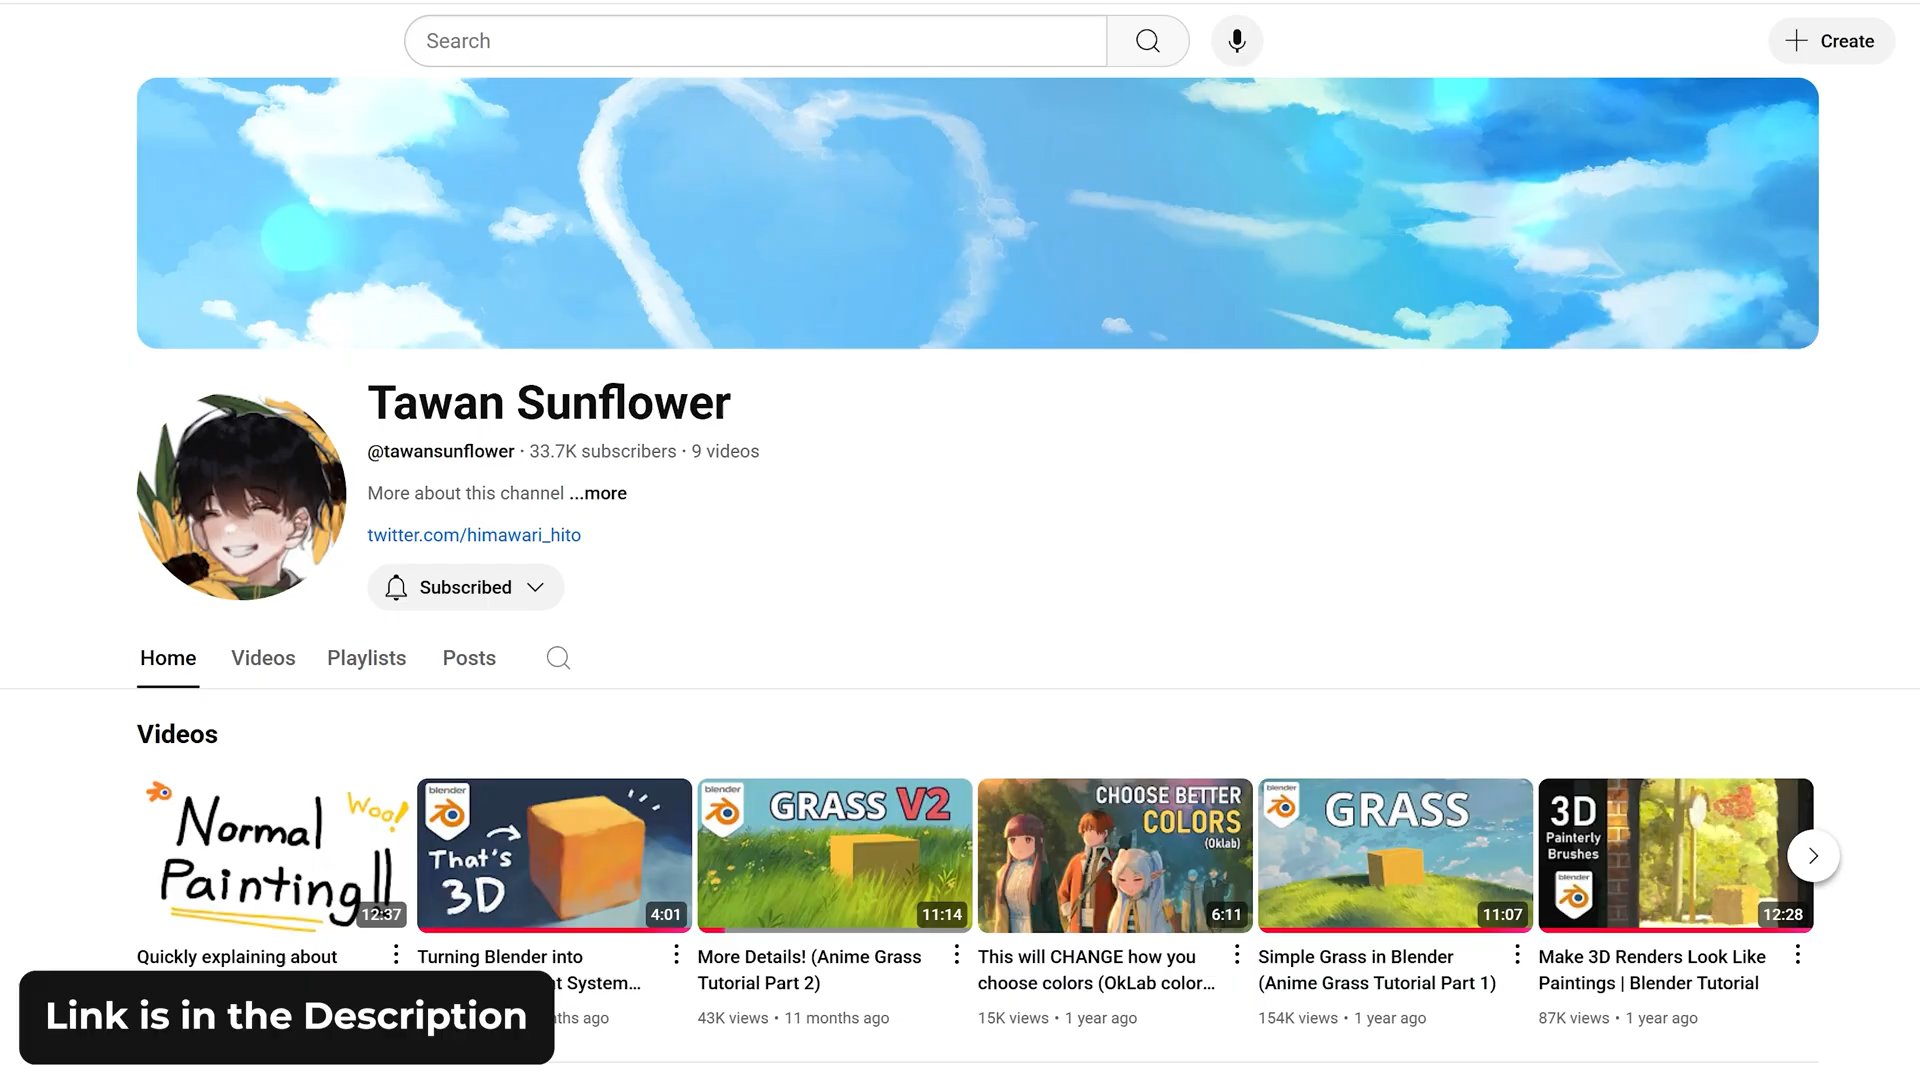 Search
Create
Tawan Sunflower
@tawansunflower · 33.7K subscribers · 9 videos
More about this channel ...more
twitter.com/himawari_hito
Subscribed
Home
Videos
Playlists
Posts
Videos
Normal
Woo!
Painting!!
12:37
Quickly explaining about
blender
That's
3D
4:01
Turning Blender into
t System...
ths ago
blender
GRASS V2
11:14
More Details! (Anime Grass
Tutorial Part 2)
43K views · 11 months ago
CHOOSE BETTER
COLORS
(Oklab)
6:11
This will CHANGE how you
choose colors (OkLab color...
15K views · 1 year ago
blender
GRASS
11:07
Simple Grass in Blender
(Anime Grass Tutorial Part 1)
154K views · 1 year ago
3D
Painterly
Brushes
blender
12:28
Make 3D Renders Look Like
Paintings | Blender Tutorial
87K views · 1 year ago
Link is in the Description